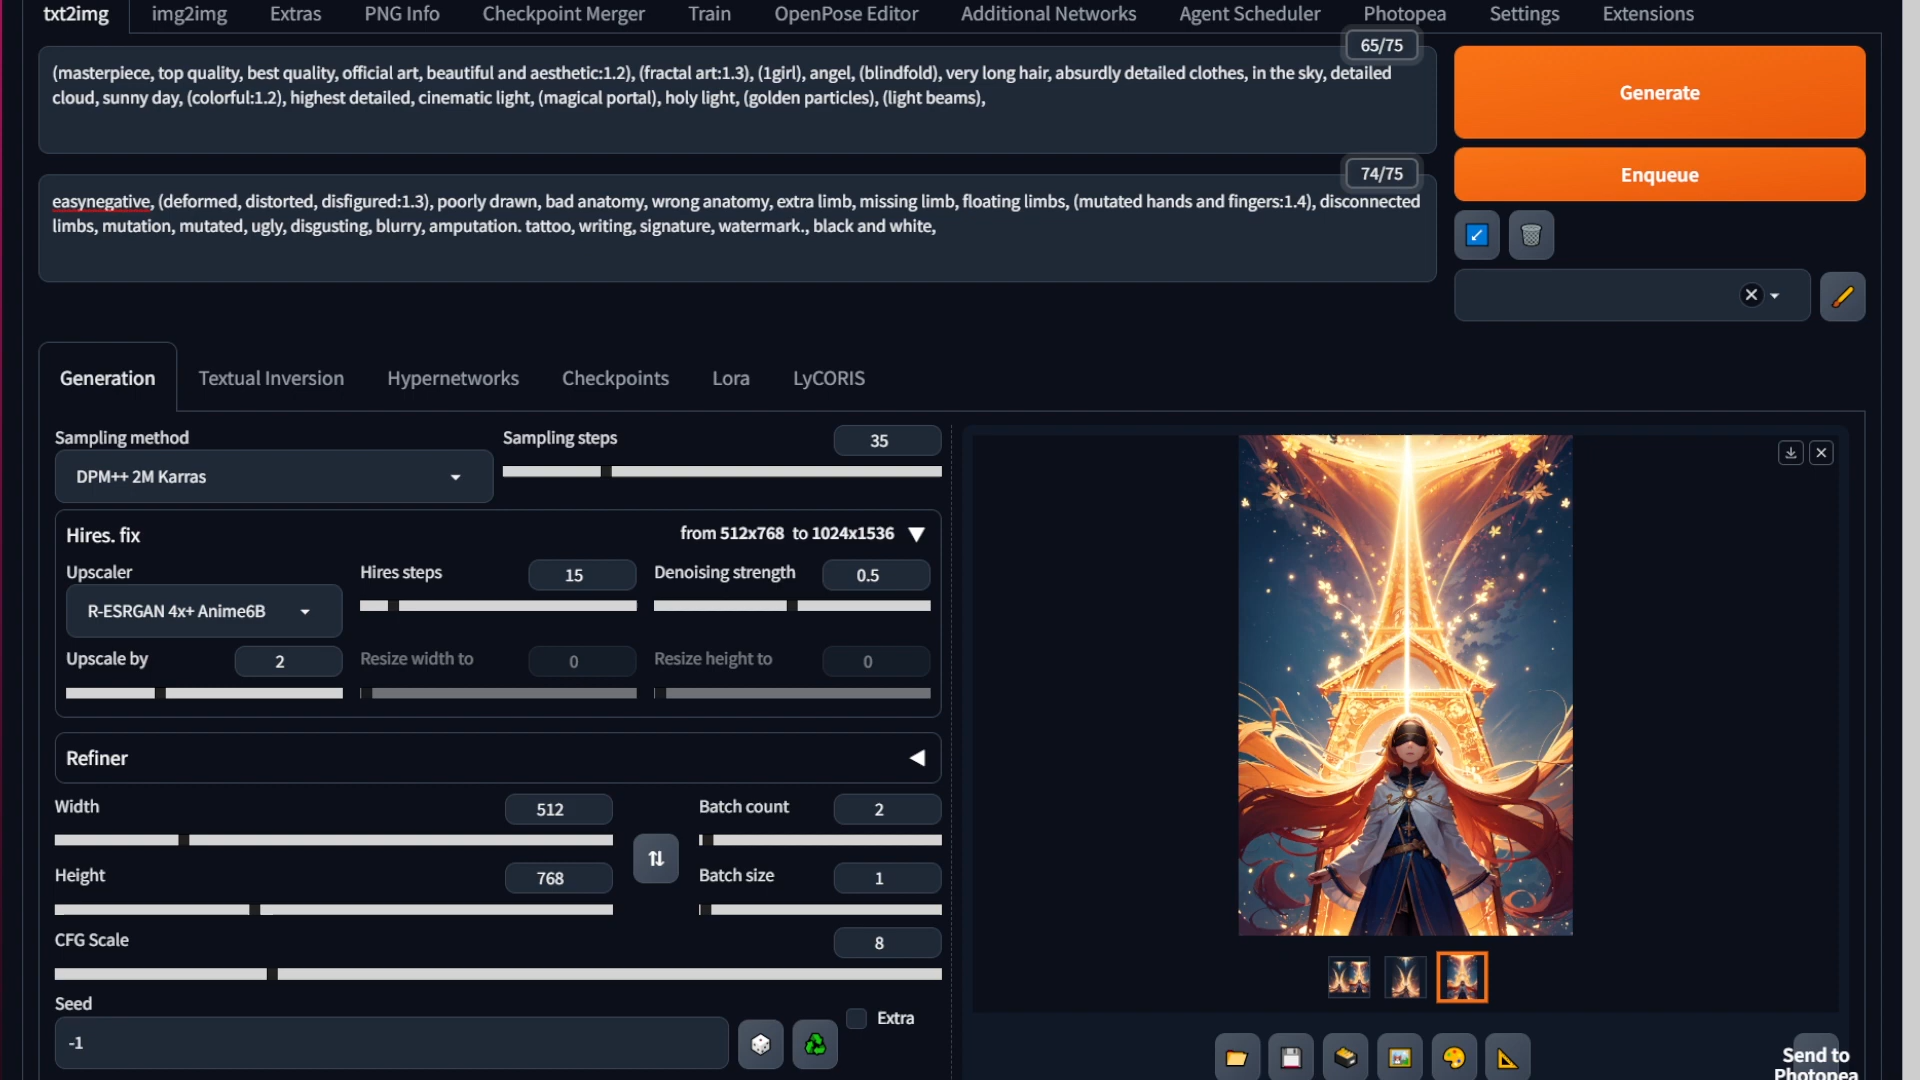 txt2img img2img Extras PNG Info Checkpoint Merger Train OpenPose Editor Additional Networks Agent Scheduler Photopea Settings Extensions
65/75
(masterpiece, top quality, best quality, official art, beautiful and aesthetic:1.2), (fractal art:1.3), (1girl), angel, (blindfold), very long hair, absurdly detailed clothes, in the sky, detailed
cloud, sunny day, (colorful:1.2), highest detailed, cinematic light, (magical portal), holy light, (golden particles), (light beams),
Generate
74/75
easynegative, (deformed, distorted, disfigured:1.3), poorly drawn, bad anatomy, wrong anatomy, extra limb, missing limb, floating limbs, (mutated hands and fingers:1.4), disconnected
limbs, mutation, mutated, ugly, disgusting, blurry, amputation. tattoo, writing, signature, watermark., black and white,
Enqueue
Generation Textual Inversion Hypernetworks Checkpoints Lora LyCORIS
Sampling method
Sampling steps 35
DPM++ 2M Karras
Hires. fix from 512x768 to 1024x1536
Upscaler Hires steps 15 Denoising strength 0.5
R-ESRGAN 4x+ Anime6B
Upscale by 2 Resize width to 0 Resize height to 0
Refiner
Width 512 Batch count 2
Height 768 Batch size 1
CFG Scale 8
Seed
Extra
-1
Send to
Photopea